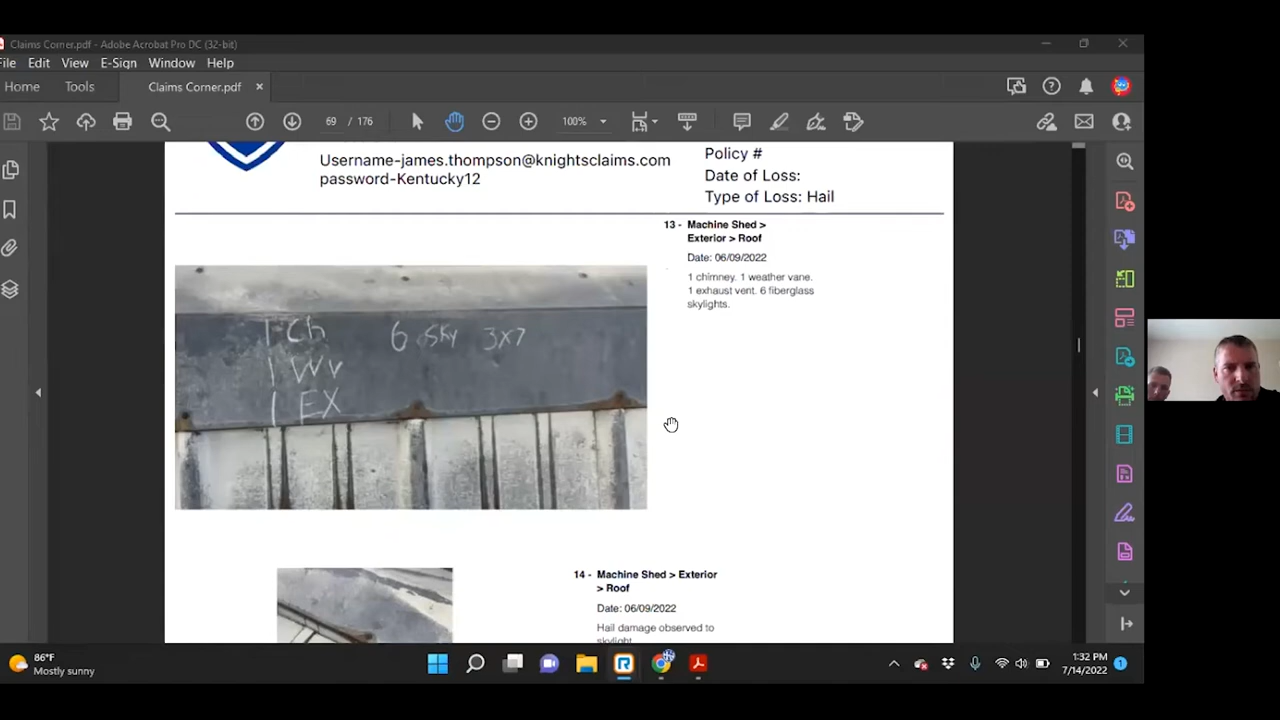 Claims Corner.pdf - Adobe Acrobat Pro DC (32-bit)
File Edit View E-Sign Window Help
Home Tools Claims Corner.pdf ×
69 / 176 100%
Username-james.thompson@knightsclaims.com
password-Kentucky12
Policy #
Date of Loss:
Type of Loss: Hail
13 - Machine Shed >
Exterior > Roof
Date: 06/09/2022
1 chimney. 1 weather vane.
1 exhaust vent. 6 fiberglass
skylights.
1 Ch 6 Sky 3x7
1 Wv
1 EX
14 - Machine Shed > Exterior
> Roof
Date: 06/09/2022
Hail damage observed to
skylight
86°F
Mostly sunny
1:32 PM
7/14/2022 1